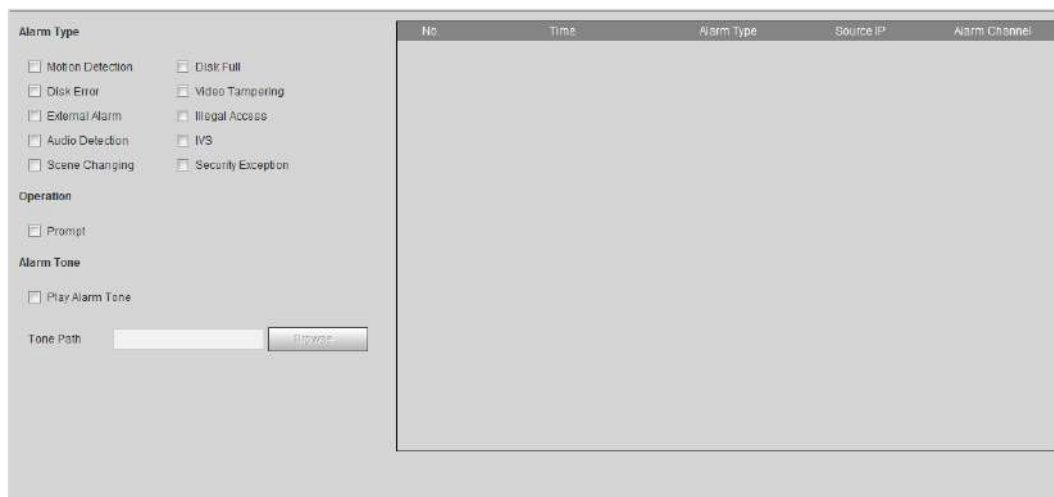 Alarm Type
Motion Detection Disk Full
Disk Error Video Tampering
External Alarm Illegal Access
Audio Detection IVS
Scene Changing Security Exception
Operation
Prompt
Alarm Tone
Play Alarm Tone
Tone Path Browse...
No. Time Alarm Type Source IP Alarm Channel